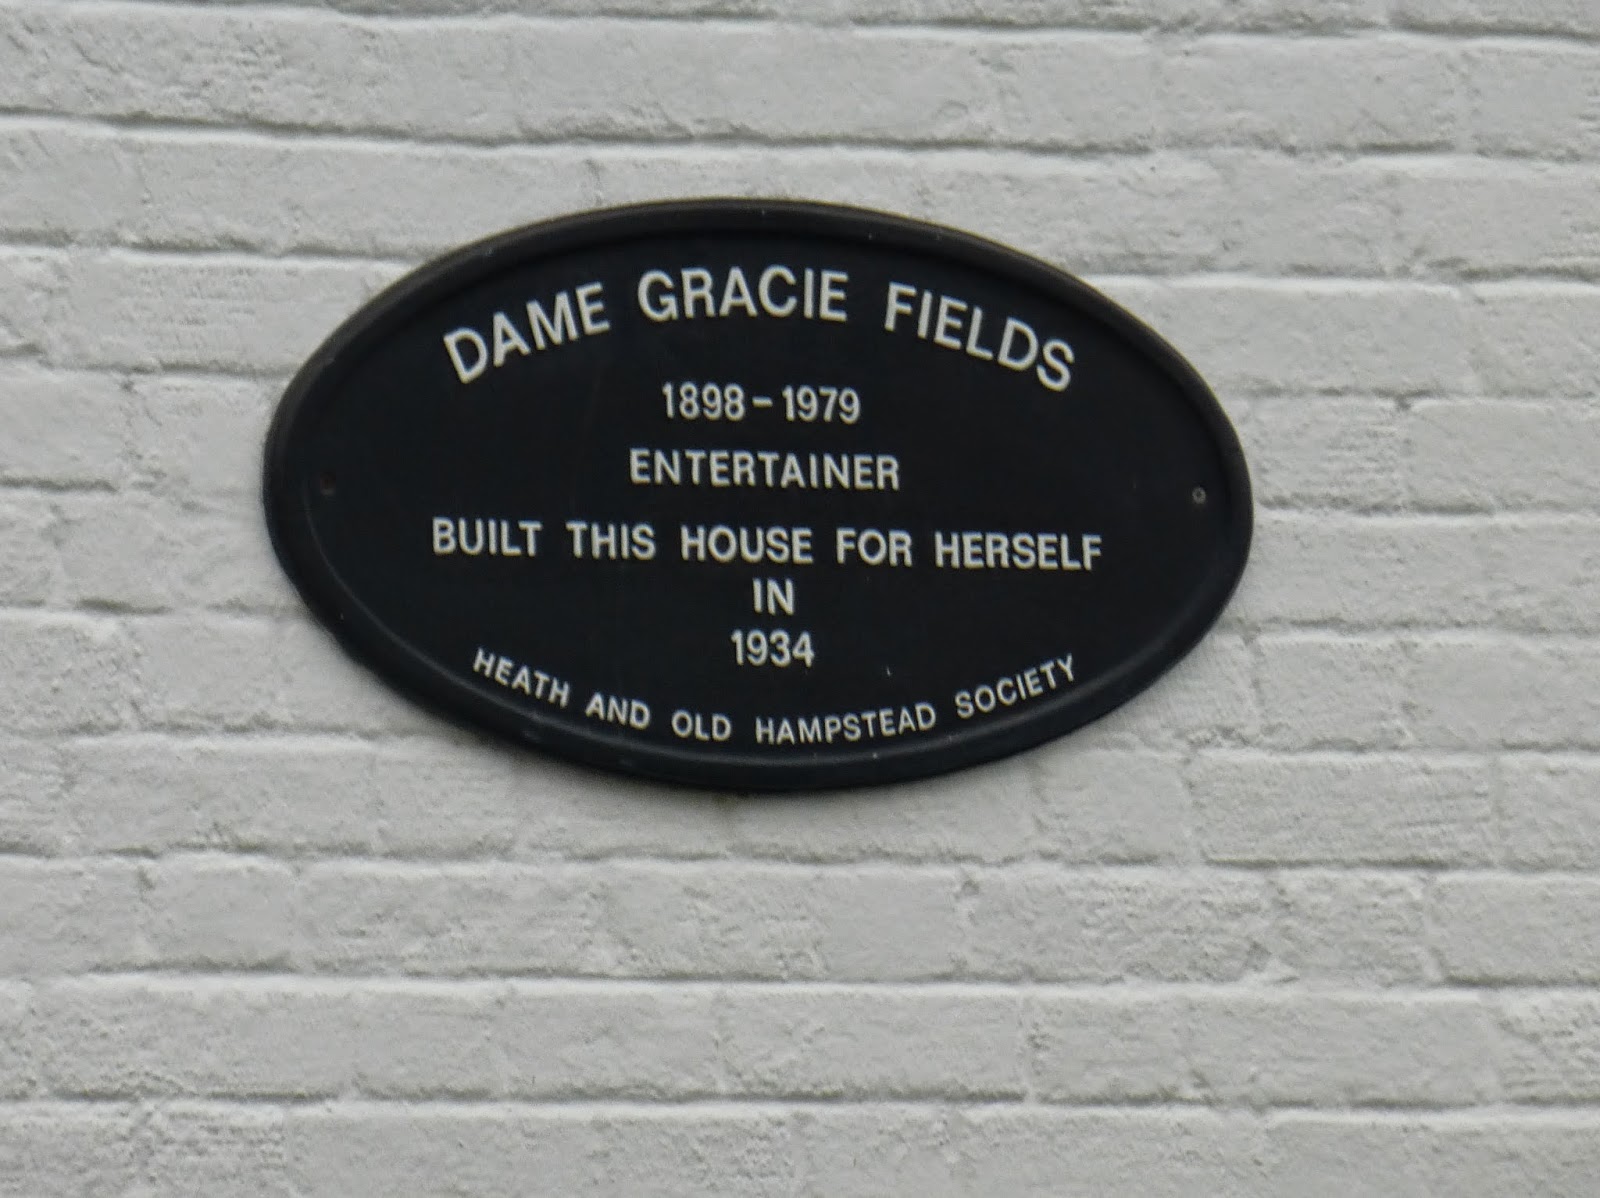 DAME GRACIE FIELDS
1898-1979
ENTERTAINER
BUILT THIS HOUSE FOR HERSELF
IN
1934
HEATH AND OLD HAMPSTEAD SOCIETY